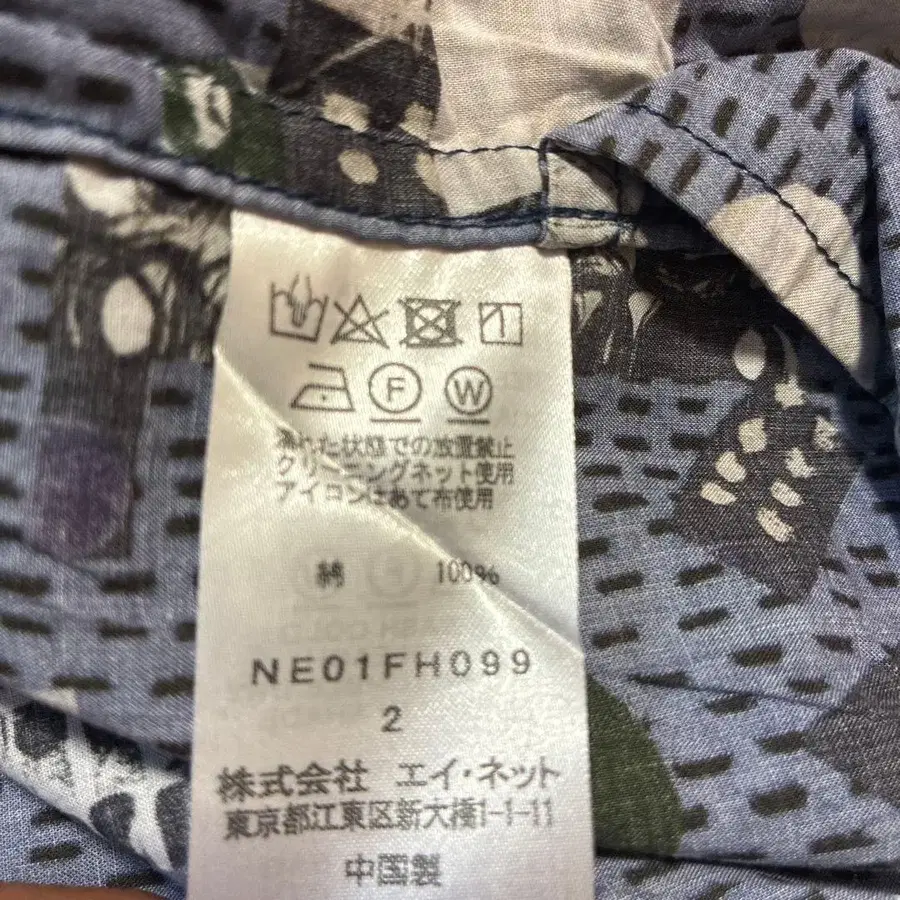 F W
濡れた状態での放置禁止
クリーニングネット使用
アイロンはあて布使用
綿 100%
NE01FH099
2
株式会社 エイ・ネット
東京都江東区新大橋1-1-11
中国製